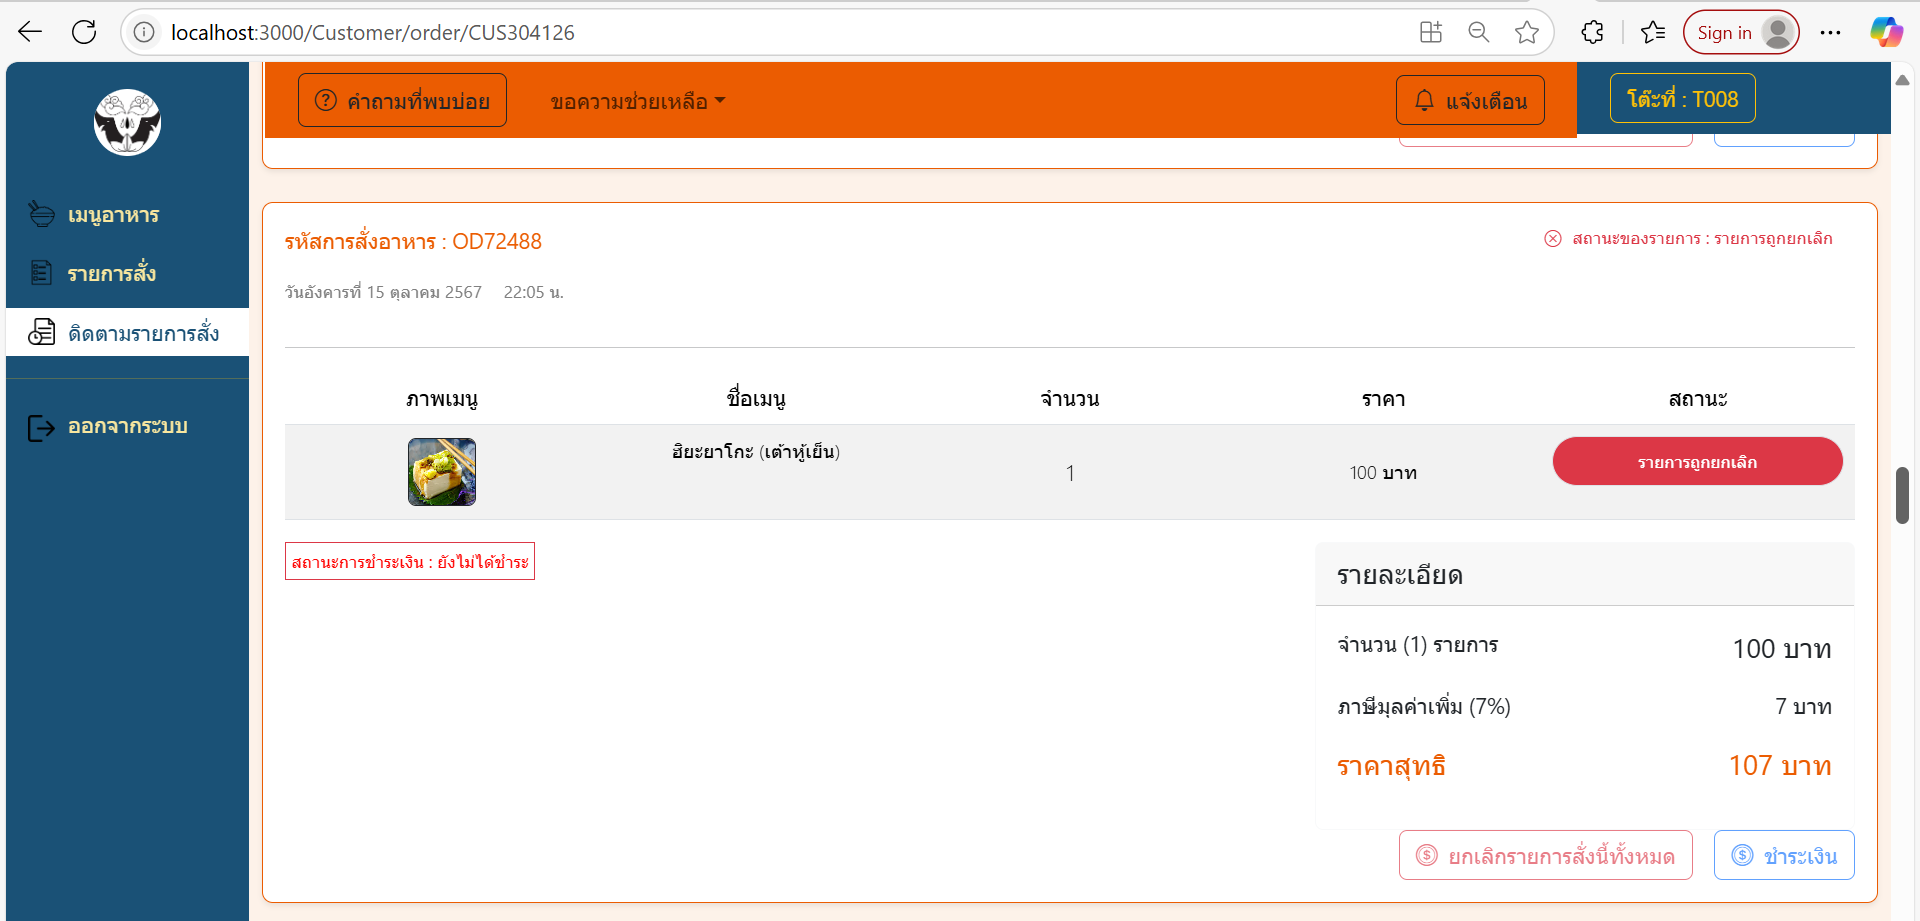 localhost:3000/Customer/order/CUS304126
Sign in
คำถามที่พบบ่อย
ขอความช่วยเหลือ
แจ้งเตือน
โต๊ะที่ : T008
เมนูอาหาร
รายการสั่ง
ติดตามรายการสั่ง
ออกจากระบบ
รหัสการสั่งอาหาร : OD72488
สถานะของรายการ : รายการถูกยกเลิก
วันอังคารที่ 15 ตุลาคม 2567 22:05 น.
ภาพเมนู ชื่อเมนู จำนวน ราคา สถานะ
ฮิยะยาโกะ (เต้าหู้เย็น) 1 100 บาท รายการถูกยกเลิก
สถานะการชำระเงิน : ยังไม่ได้ชำระ
รายละเอียด
จำนวน (1) รายการ 100 บาท
ภาษีมุลค่าเพิ่ม (7%) 7 บาท
ราคาสุทธิ 107 บาท
ยกเลิกรายการสั่งนี้ทั้งหมด
ชำระเงิน